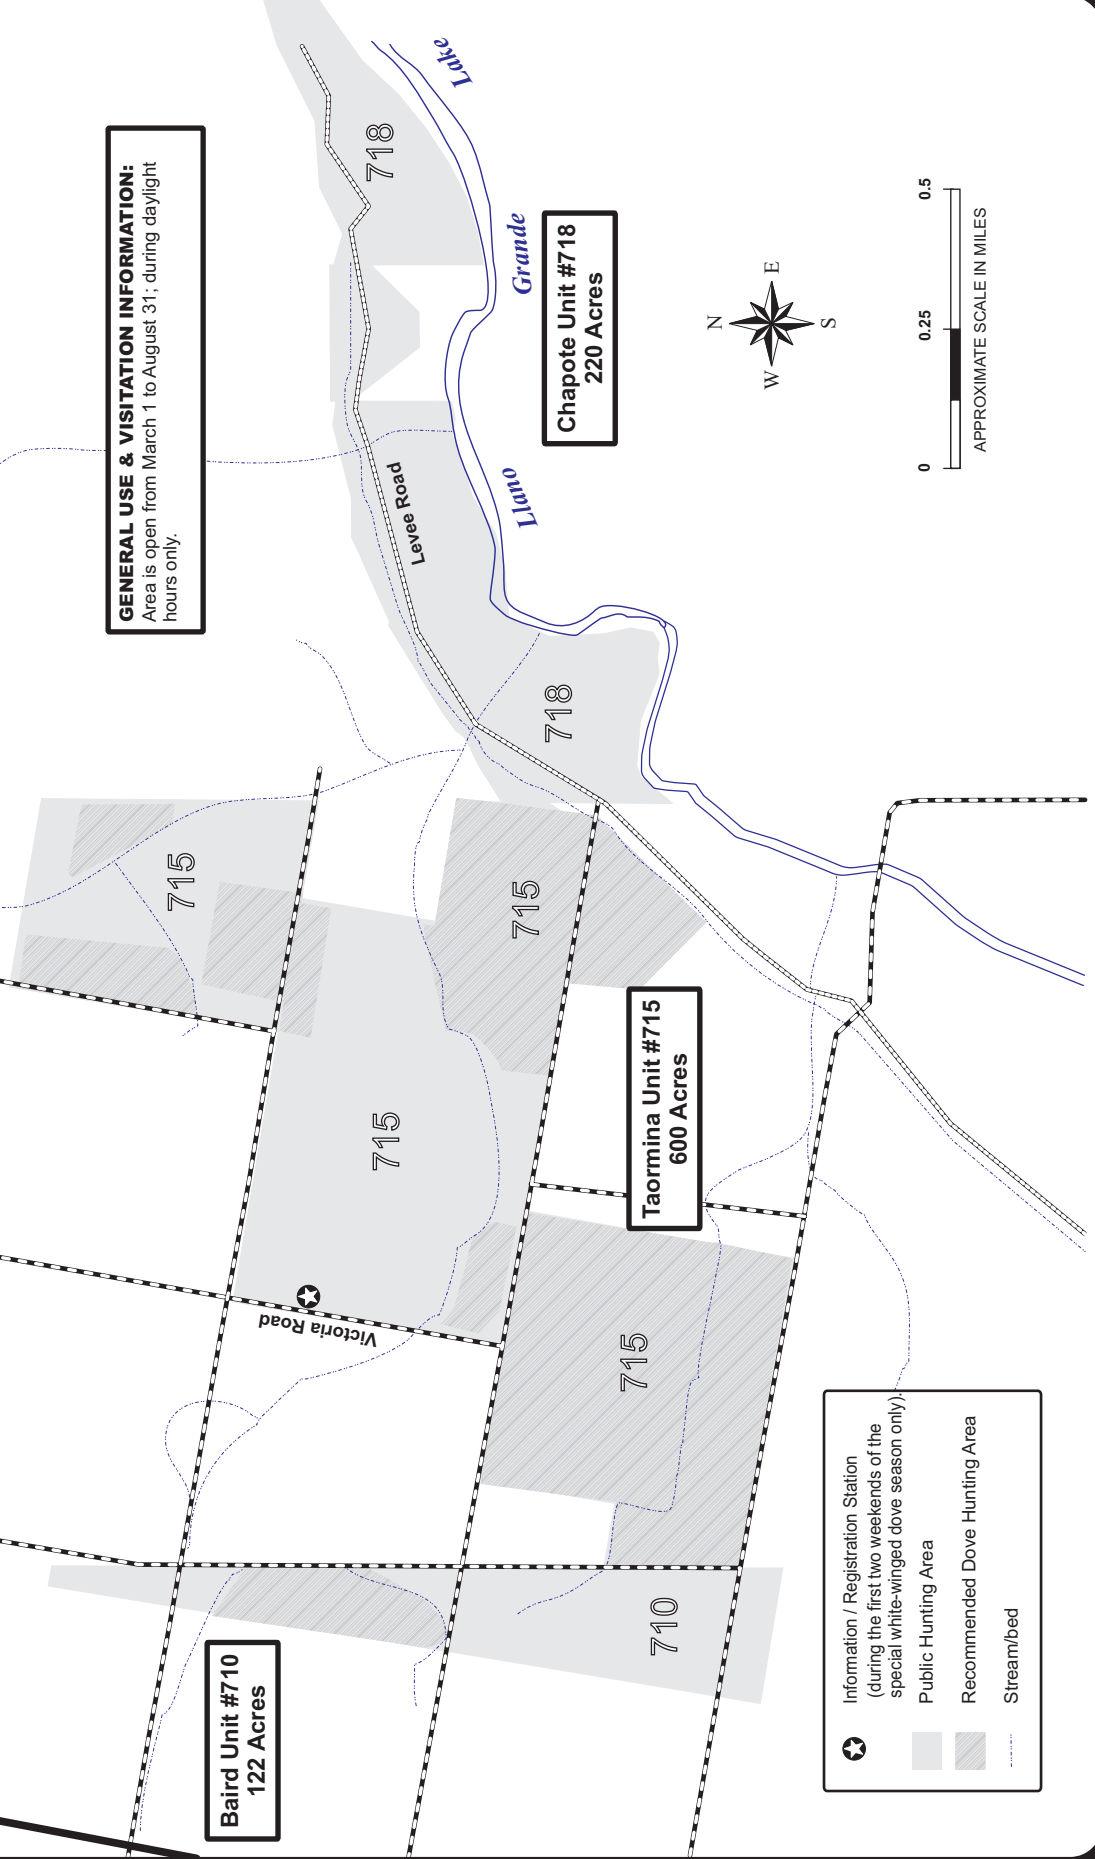 GENERAL USE & VISITATION INFORMATION:
Area is open from March 1 to August 31; during daylight
hours only.
718
Lake
Grande
Llano
Chapote Unit #718
220 Acres
Levee Road
718
N
W
E
S
0
0.25
0.5
APPROXIMATE SCALE IN MILES
715
715
715
Taormina Unit #715
600 Acres
Victoria Road
715
710
Baird Unit #710
122 Acres
Information / Registration Station
(during the first two weekends of the
special white-winged dove season only).
Public Hunting Area
Recommended Dove Hunting Area
Stream/bed